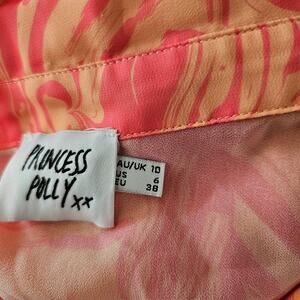 PRINCESS
POLLY xx
AU/UK 10
US 6
EU 38